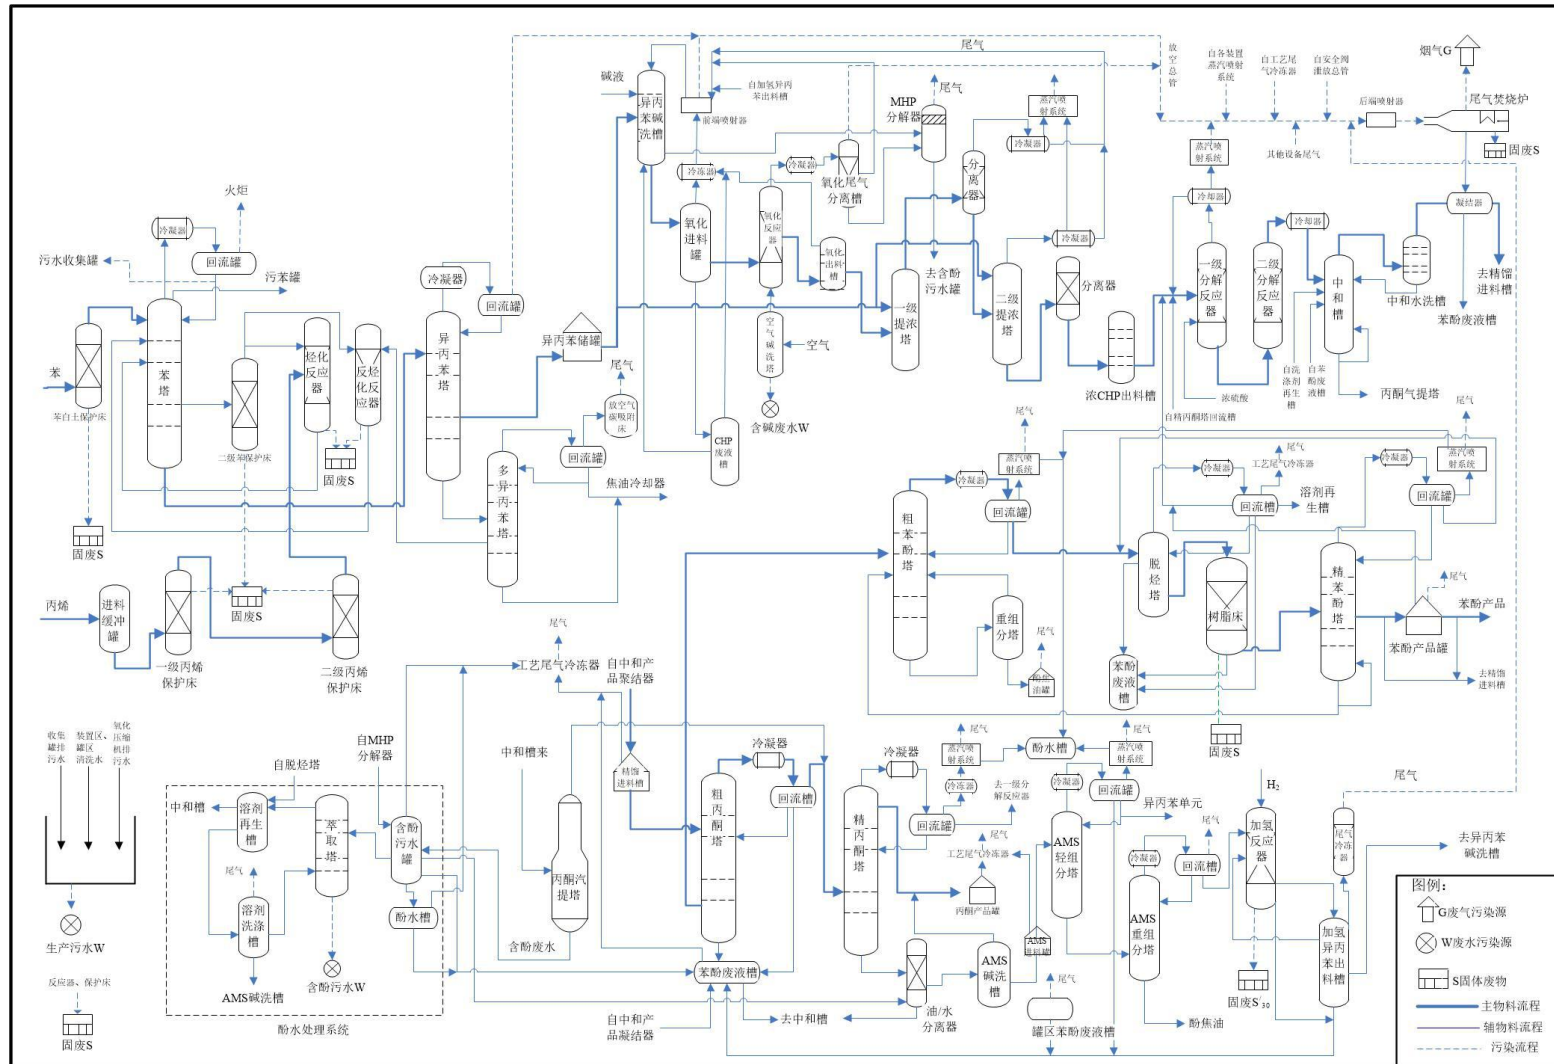 尾气
放空总管
自各装置
蒸汽喷射
系统
自工艺尾
气冷冻器
自安全阀
泄放总管
烟气G
碱液
异丙苯碱洗槽
自加氢异丙
苯出料槽
前端喷射器
尾气
MHP
分解器
蒸汽喷
射系统
后端喷射器
尾气焚烧炉
火炬
冷冻器
冷凝器
氧化尾气
分离槽
分离器
冷凝器
蒸汽喷
射系统
其他设备尾气
固废S
冷凝器
回流罐
污水收集罐
污苯罐
冷凝器
回流罐
氧化进料罐
氧化反应器
氧化出料槽
冷凝器
冷却器
冷却器
凝结器
苯
苯白土保护床
苯塔
烃化反应器
反烃化反应器
二级苯保护床
固废S
异丙苯塔
异丙苯储罐
空气碱洗塔
空气
去含酚
污水罐
一级提浓塔
二级提浓塔
分离器
浓CHP出料槽
一级分解反应器
二级分解反应器
中和槽
中和水洗槽
去精馏
进料槽
苯酚废液槽
浓硫酸
自洗涤剂再生槽
自苯酚废液槽
自精丙酮塔回流槽
丙酮气提塔
尾气
放空气
碳吸附
床
含碱废水W
CHP
废液
槽
多异丙苯塔
回流罐
焦油冷却器
固废S
尾气
蒸汽喷射系统
冷凝器
回流罐
粗苯酚塔
重组分塔
尾气
酚焦
油罐
冷凝器
尾气
工艺尾气冷冻器
回流槽
溶剂再
生槽
脱烃塔
树脂床
苯酚废液槽
固废S
冷凝器
尾气
蒸汽喷
射系统
回流罐
精苯酚塔
尾气
苯酚产品
苯酚产品罐
去精馏
进料槽
丙烯
进料缓冲罐
一级丙烯
保护床
固废S
二级丙烯
保护床
尾气
工艺尾气冷冻器
自中和产
品聚结器
收集罐排污水
装置区、罐区清洗水
氧化压缩机排污水
生产污水W
反应器、保护床
固废S
自MHP
分解器
自脱烃塔
中和槽
溶剂再生槽
萃取塔
含酚污水罐
尾气
溶剂洗涤槽
酚水槽
AMS碱洗槽
含酚污水W
酚水处理系统
中和槽来
精馏
进料槽
丙酮汽提塔
含酚废水
冷凝器
回流槽
粗丙酮塔
苯酚废液槽
自中和产
品凝结器
去中和槽
冷凝器
尾气
蒸汽喷
射系统
冷冻器
回流罐
精丙酮塔
去一级分
解反应器
工艺尾气冷冻器
尾气
丙酮产品罐
油/水
分离器
AMS碱洗槽
AMS
进料罐
尾气
罐区苯酚废液槽
酚水槽
尾气
蒸汽喷
射系统
冷凝器
回流罐
AMS轻组分塔
异丙苯单元
冷凝器
尾气
回流槽
AMS重组分塔
酚焦油
H₂
加氢反应器
固废S₃₀
尾气
尾气冷冻器
加氢异丙苯出料槽
去异丙苯
碱洗槽
图例：
G废气污染源
W废水污染源
S固体废物
主物料流程
辅物料流程
污染流程